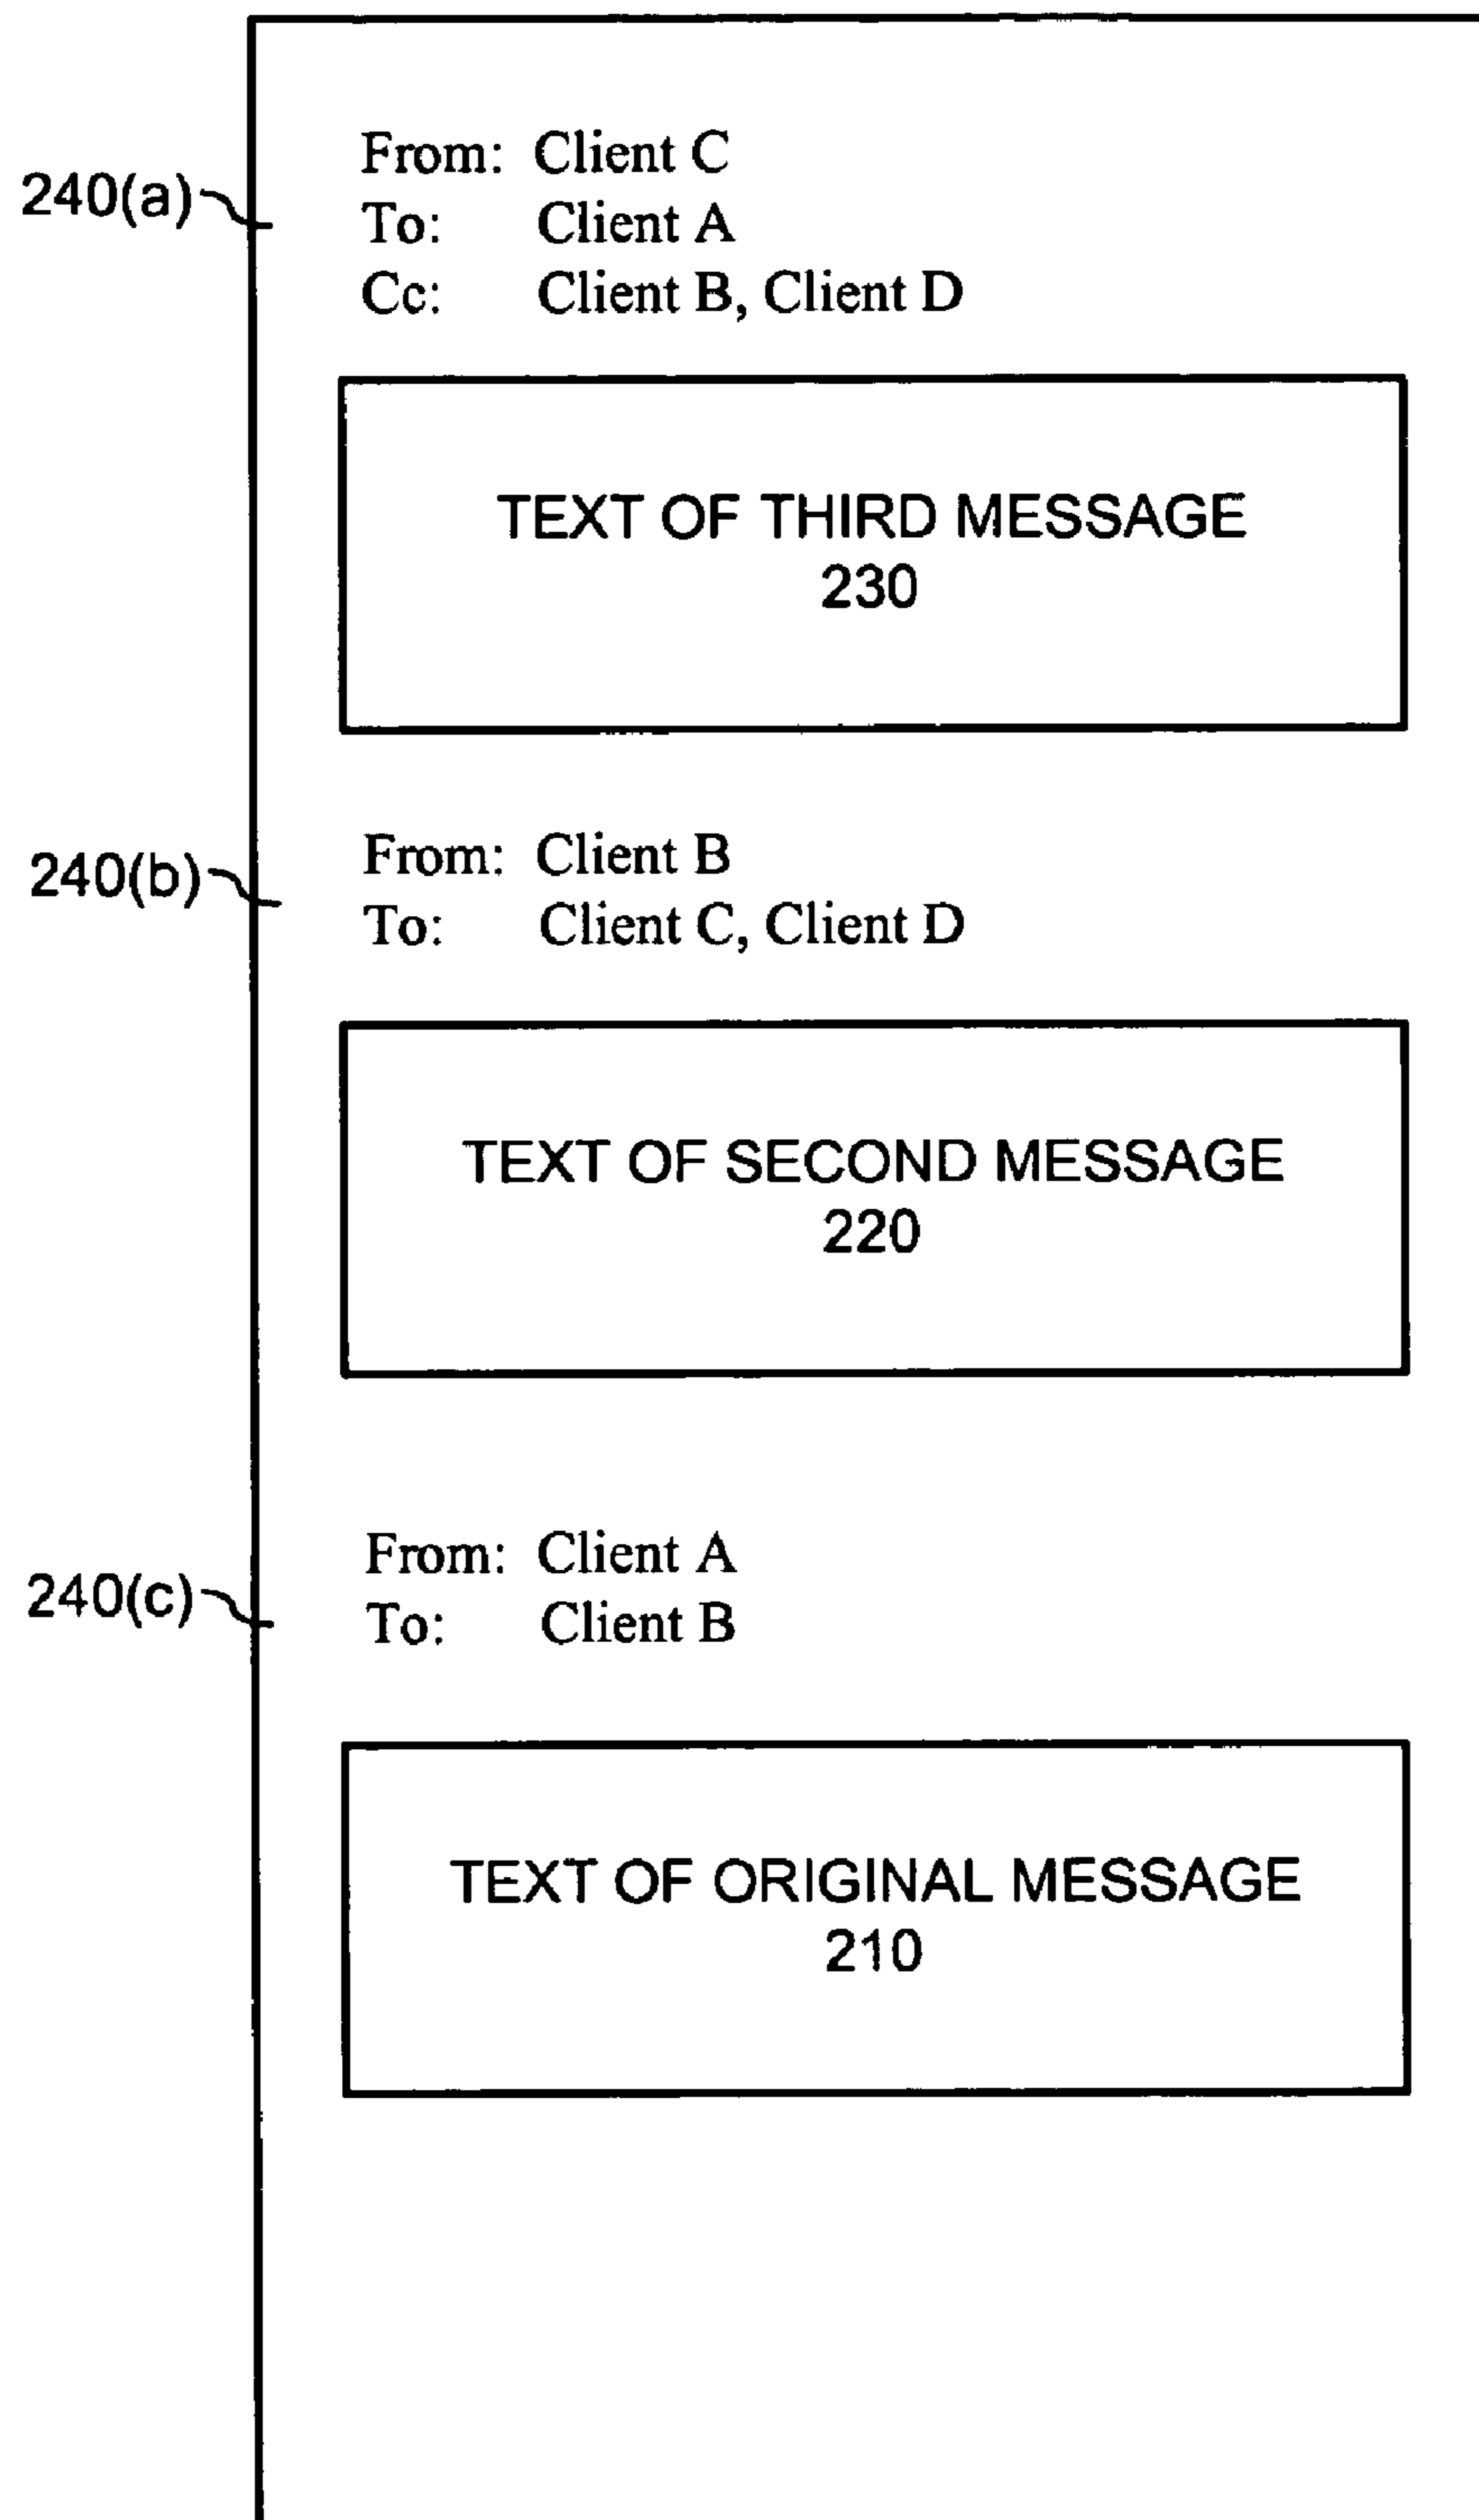 From: Client C
240(a)
To: Client A
Cc: Client B, Client D
TEXT OF THIRD MESSAGE
230
From: Client B
240(b)
To: Client C, Client D
TEXT OF SECOND MESSAGE
220
From: Client A
240(c)
To: Client B
TEXT OF ORIGINAL MESSAGE
210